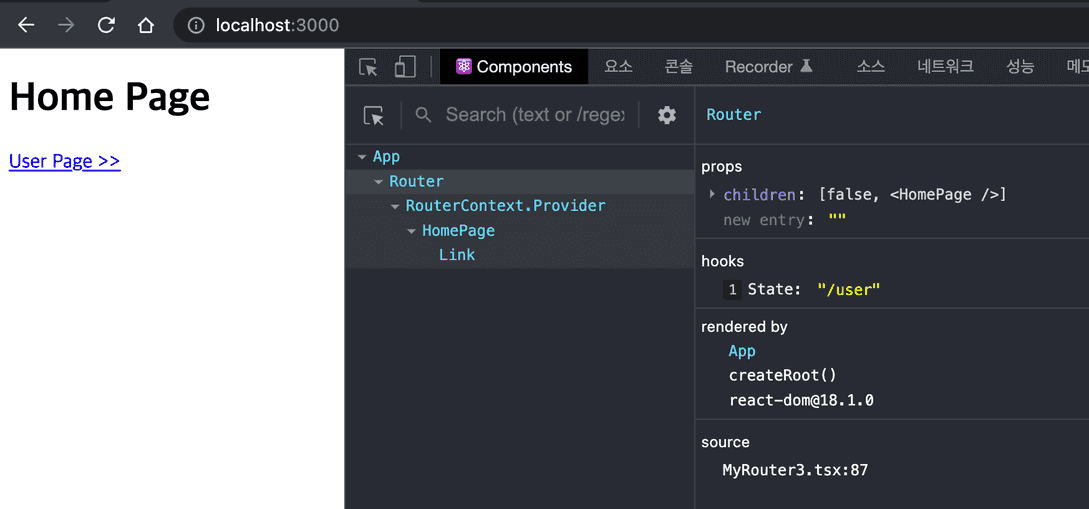 localhost:3000
Home Page
User Page >>
Components 요소 콘솔 Recorder 소스 네트워크 성능 메모
Search (text or /regex
App
Router
RouterContext.Provider
HomePage
Link
Router
props
children: [false, <HomePage />]
new entry: ""
hooks
1 State: "/user"
rendered by
App
createRoot()
react-dom@18.1.0
source
MyRouter3.tsx:87